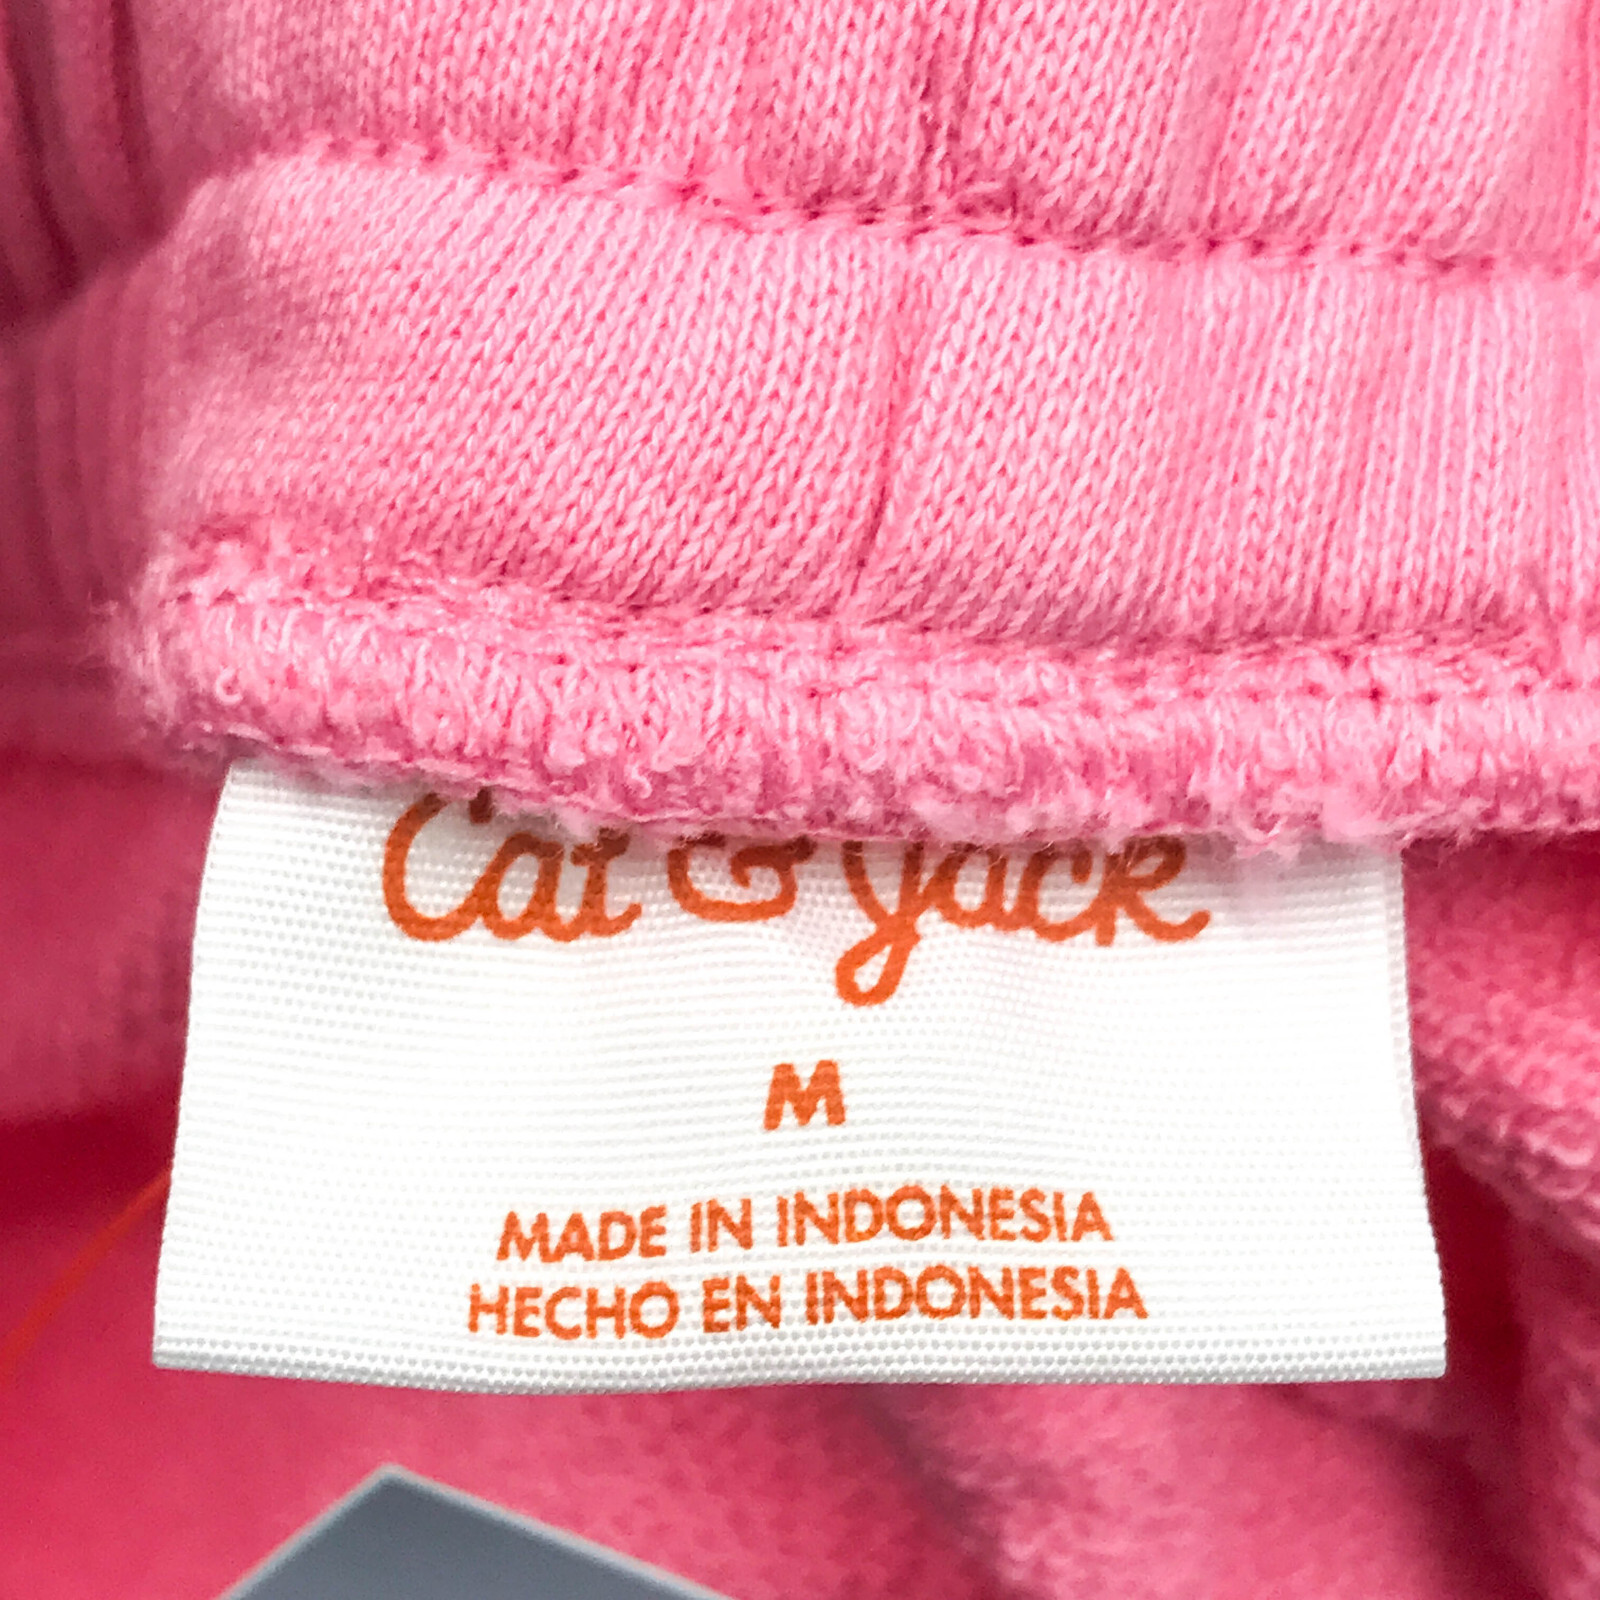 Cat & Jack
M
MADE IN INDONESIA
HECHO EN INDONESIA